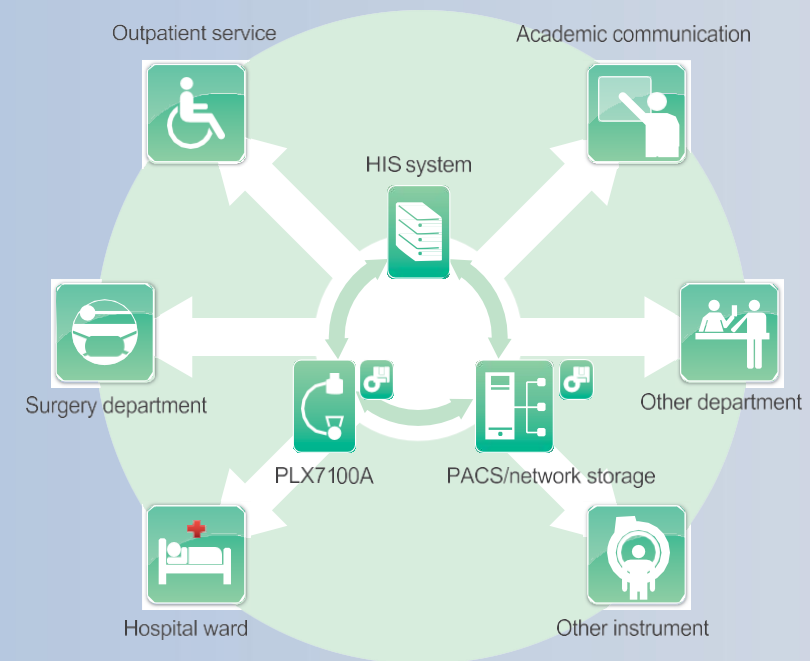 Outpatient service
Academic communication
HIS system
Surgery department
Other department
PLX7100A
PACS/network storage
Hospital ward
Other instrument